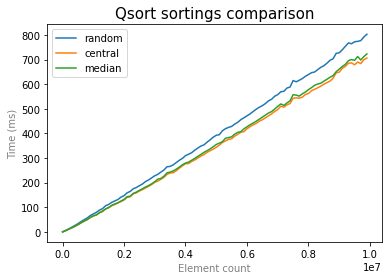 Qsort sortings comparison
random
central
median
Time (ms)
800
700
600
500
400
300
200
100
0
0.0 0.2 0.4 0.6 0.8 1.0
1e7
Element count